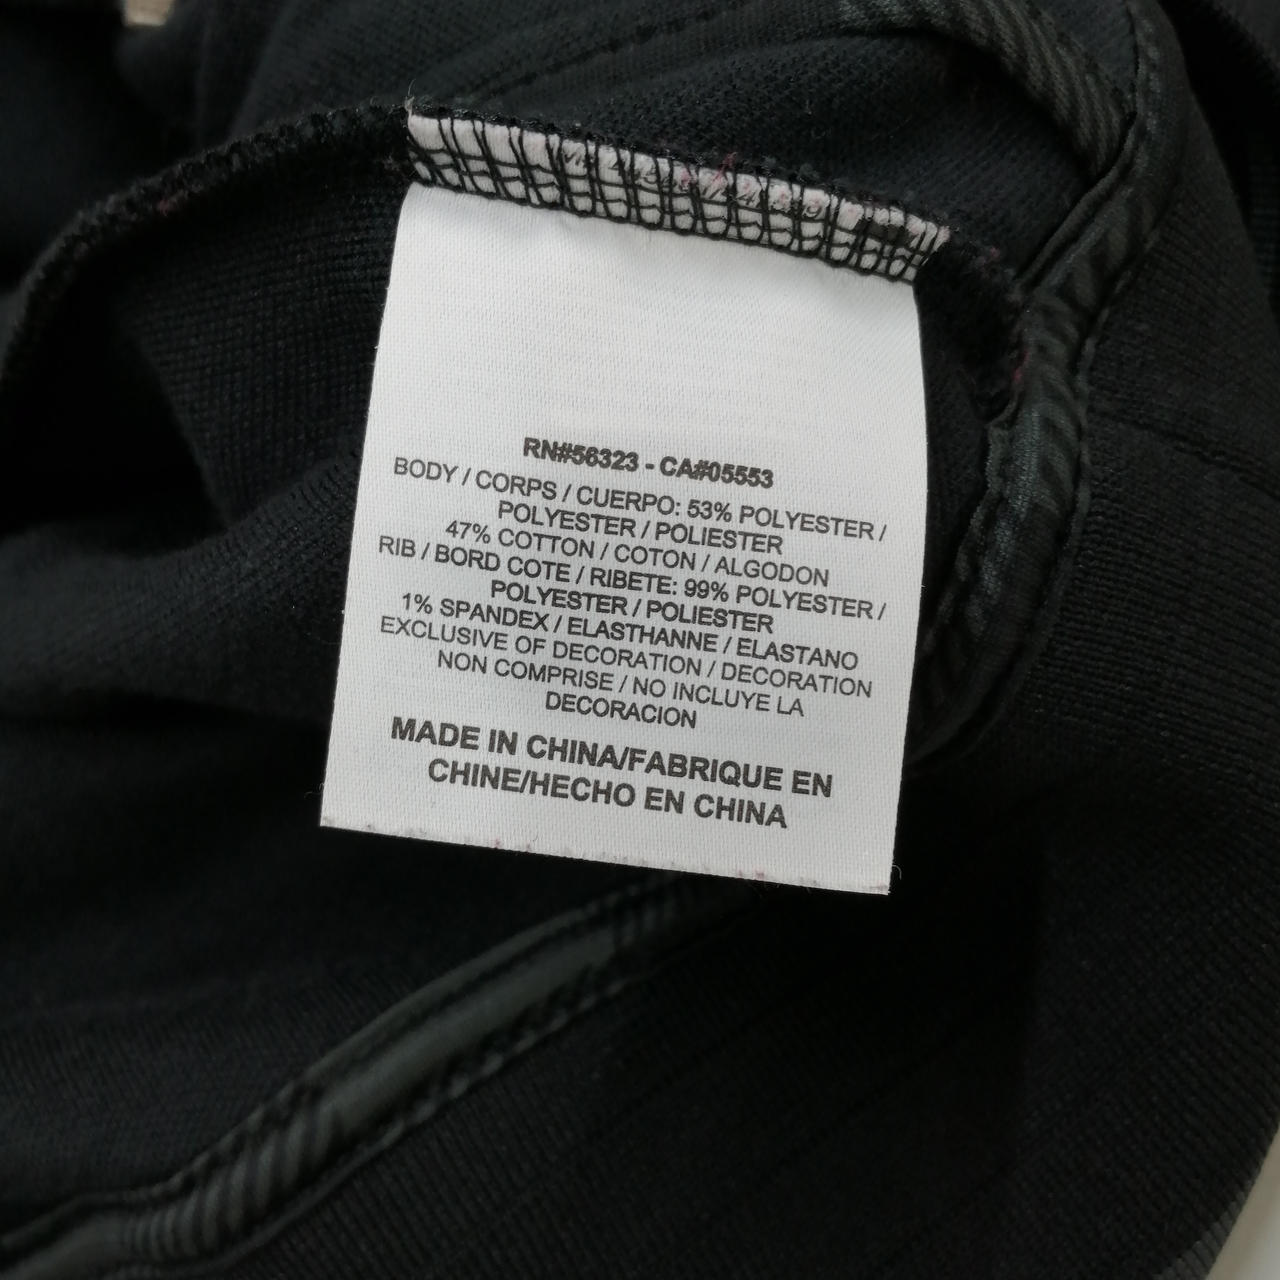 RN#56323 - CA#05553
BODY / CORPS / CUERPO: 53% POLYESTER /
POLYESTER / POLIESTER
47% COTTON / COTON / ALGODON
RIB / BORD COTE / RIBETE: 99% POLYESTER /
POLYESTER / POLIESTER
1% SPANDEX / ELASTHANNE / ELASTANO
EXCLUSIVE OF DECORATION / DECORATION
NON COMPRISE / NO INCLUYE LA
DECORACION
MADE IN CHINA/FABRIQUE EN
CHINE/HECHO EN CHINA